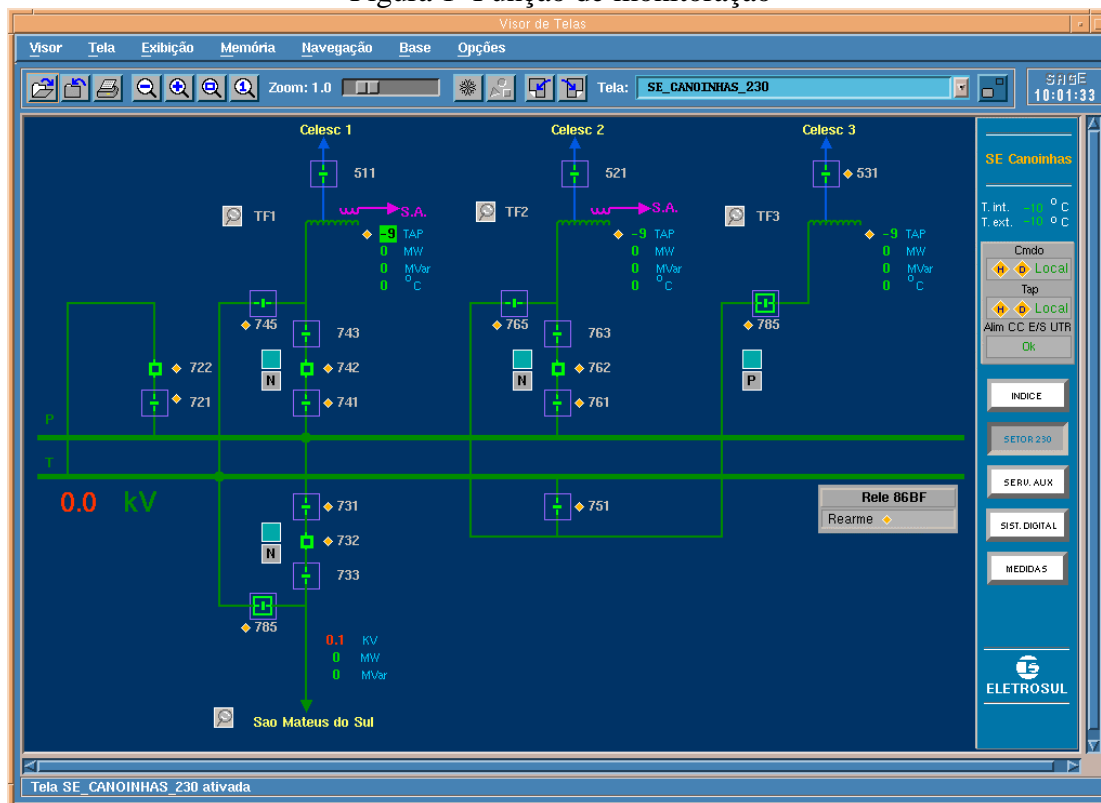 Figura 1- Função de monitoração
Visor de Telas
Visor Tela Exibição Memória Navegação Base Opções
Zoom: 1.0 Tela: SE_CANOINHAS_230
SAGE
10:01:33
Celesc 1 Celesc 2 Celesc 3
511 521 531
TF1 S.A. TF2 S.A. TF3
-9 TAP -9 TAP -9 TAP
0 MW 0 MW 0 MW
0 MVar 0 MVar 0 MVar
0 °C 0 °C 0 °C
745 743 765 763 785
722 742 762
N N P
721 741 761
P
T
0.0 kV
731 751
732
N
733
785
0.1 KV
0 MW
0 MVar
Sao Mateus do Sul
Rele 86BF
Rearme
SE Canoinhas
T. int. -10 °C
T. ext. -10 °C
Cmdo
H D Local
Tap
H D Local
Alim CC E/S UTR
Ok
INDICE
SETOR 230
SERV. AUX
SIST. DIGITAL
MEDIDAS
ELETROSUL
Tela SE_CANOINHAS_230 ativada